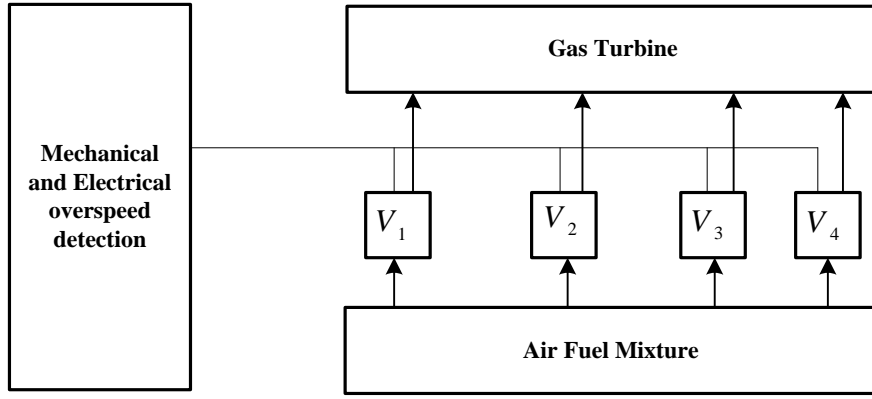 Gas Turbine
Mechanical
and Electrical
overspeed
detection
V1
V2
V3
V4
Air Fuel Mixture